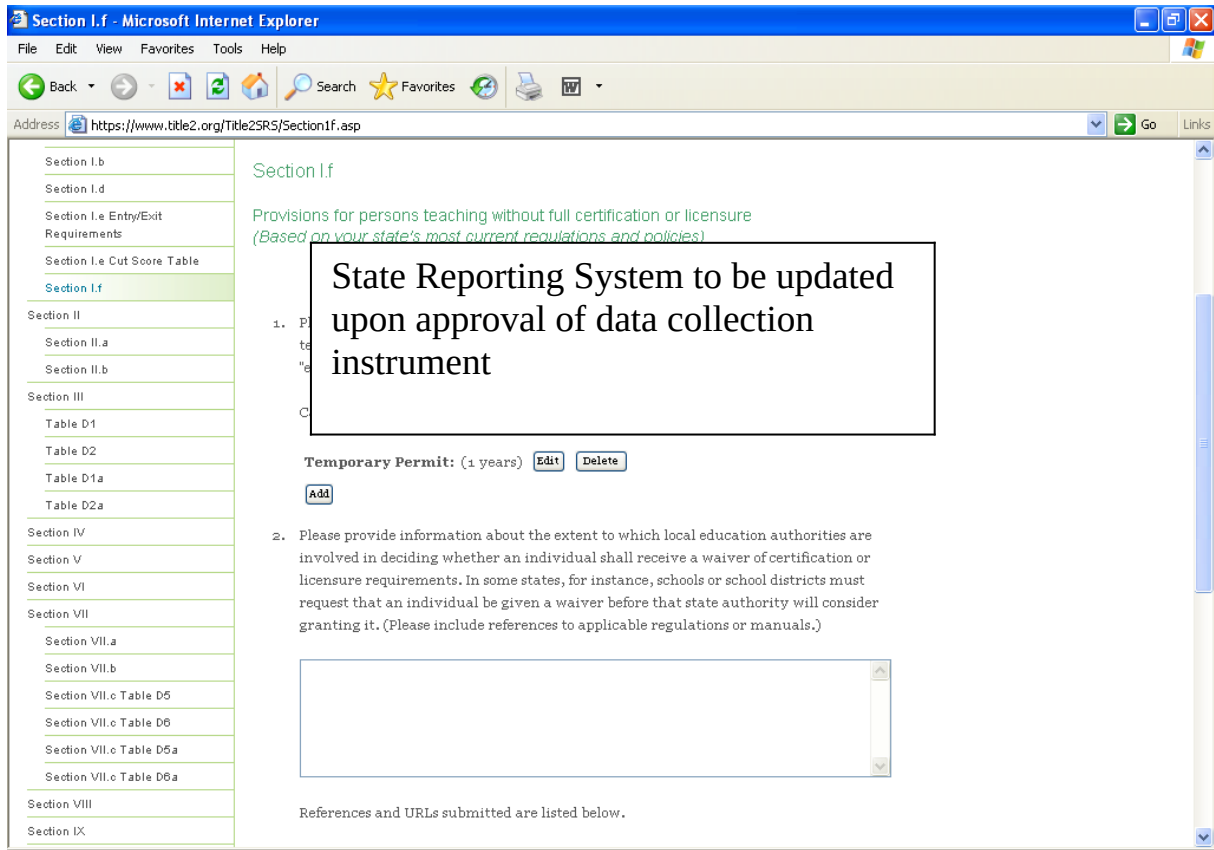 Section I.f - Microsoft Internet Explorer
File Edit View Favorites Tools Help
Back Search Favorites
Address https://www.title2.org/Title2SRS/Section1f.asp Go Links
Section I.b
Section I.d
Section I.e Entry/Exit
Requirements
Section I.e Cut Score Table
Section I.f
Section II
Section II.a
Section II.b
Section III
Table D1
Table D2
Table D1a
Table D2a
Section IV
Section V
Section VI
Section VII
Section VII.a
Section VII.b
Section VII.c Table D5
Section VII.c Table D6
Section VII.c Table D5a
Section VII.c Table D6a
Section VIII
Section IX
Section I.f
Provisions for persons teaching without full certification or licensure
(Based on your state's most current regulations and policies)
State Reporting System to be updated
upon approval of data collection
instrument
1.
Temporary Permit: (1 years) Edit Delete
Add
2. Please provide information about the extent to which local education authorities are
involved in deciding whether an individual shall receive a waiver of certification or
licensure requirements. In some states, for instance, schools or school districts must
request that an individual be given a waiver before that state authority will consider
granting it. (Please include references to applicable regulations or manuals.)
References and URLs submitted are listed below.